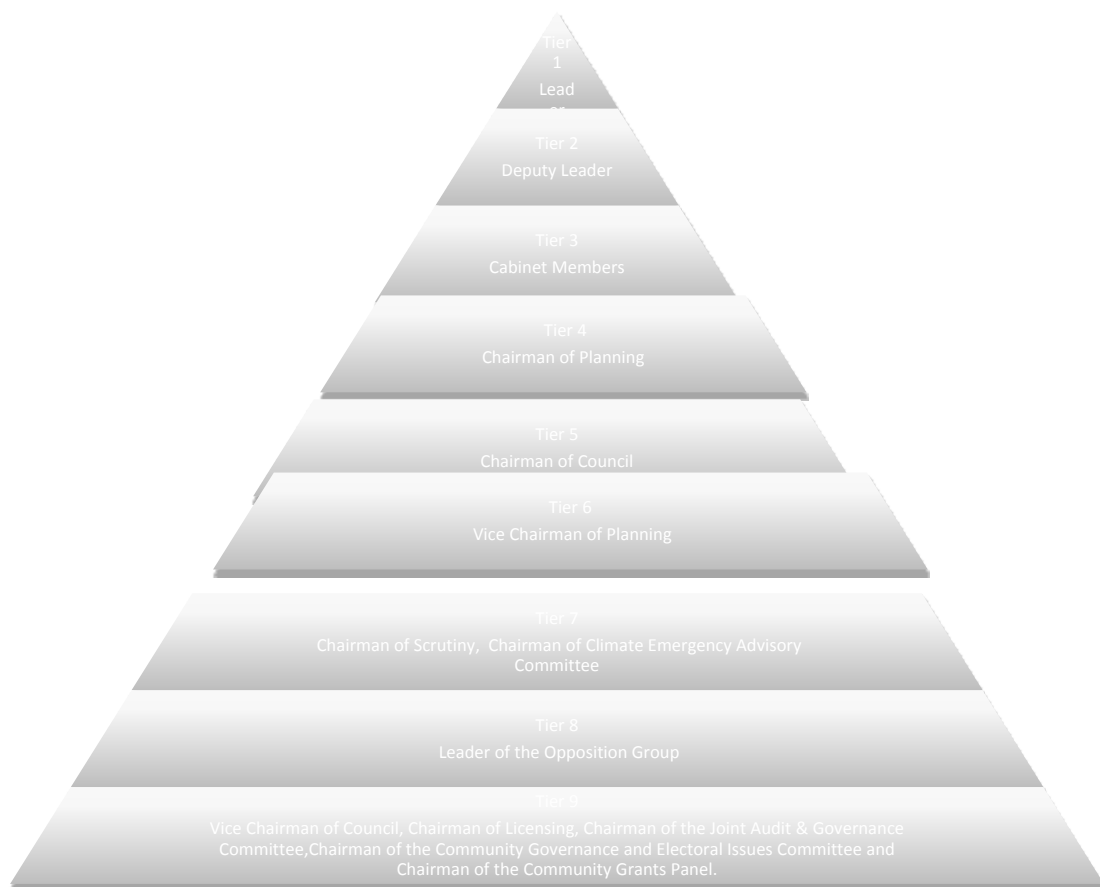 Tier
1
Lead
er
Tier 2
Deputy Leader
Tier 3
Cabinet Members
Tier 4
Chairman of Planning
Tier 5
Chairman of Council
Tier 6
Vice Chairman of Planning
Tier 7
Chairman of Scrutiny,  Chairman of Climate Emergency Advisory
Committee
Tier 8
Leader of the Opposition Group
Tier 9
Vice Chairman of Council, Chairman of Licensing, Chairman of the Joint Audit & Governance
Committee,Chairman of the Community Governance and Electoral Issues Committee and
Chairman of the Community Grants Panel.